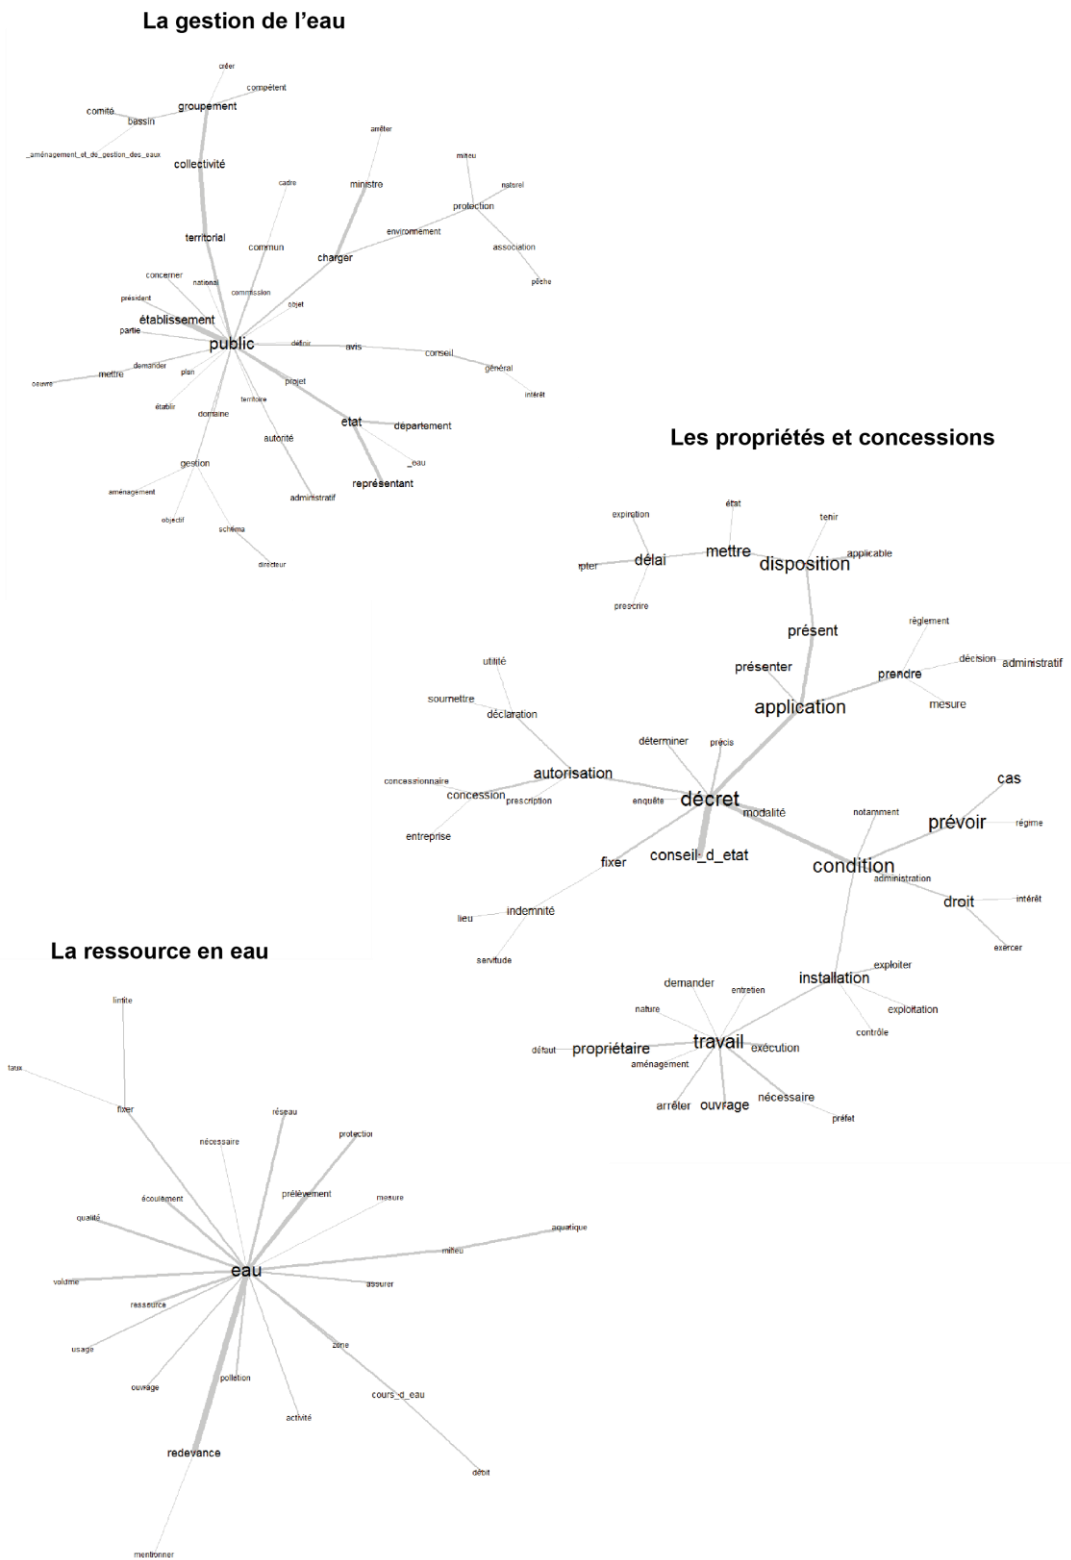 La gestion de l’eau
créer
compétent
groupement
comité
bassin
arrêter
_aménagement_et_de_gestion_des_eaux
collectivité
milieu
cadre
ministre
naturel
protection
environnement
territorial
commun
association
charger
concerner
national
pêche
commission
président
objet
établissement
partie
public
définir
avis
conseil
demander
général
mettre
plan
projet
oeuvre
intérêt
territoire
établir
domaine
etat
département
autorité
gestion
_eau
représentant
aménagement
administratif
objectif
schéma
directeur
Les propriétés et concessions
état
expiration
tenir
mettre
applicable
délai
disposition
prescrire
règlement
présent
utilité
décision
administratif
présenter
prendre
soumettre
mesure
application
déclaration
déterminer
précis
autorisation
cas
concessionnaire
concession
prescription
enquête
décret
modalité
notamment
prévoir
régime
entreprise
conseil_d_etat
fixer
condition
administration
droit
intérêt
indemnité
lieu
exercer
servitude
exploiter
installation
demander
entretien
nature
exploitation
contrôle
travail
défaut
propriétaire
exécution
aménagement
nécessaire
arrêter
ouvrage
préfet
La ressource en eau
limite
taux
fixer
réseau
nécessaire
protection
prélèvement
mesure
écoulement
qualité
aquatique
milieu
eau
volume
assurer
ressource
usage
zone
pollution
ouvrage
cours_d_eau
activité
redevance
débit
mentionner